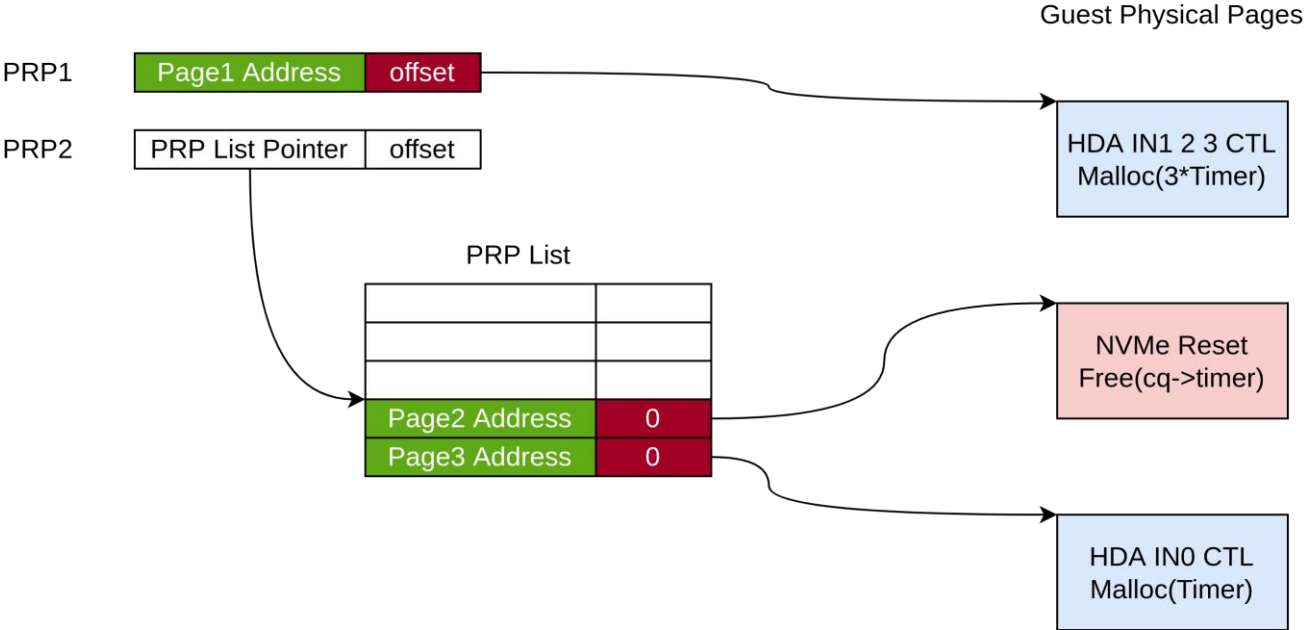 Guest Physical Pages
PRP1
Page1 Address
offset
HDA IN1 2 3 CTL
Malloc(3*Timer)
PRP2
PRP List Pointer
offset
PRP List
NVMe Reset
Free(cq->timer)
Page2 Address
0
Page3 Address
0
HDA IN0 CTL
Malloc(Timer)